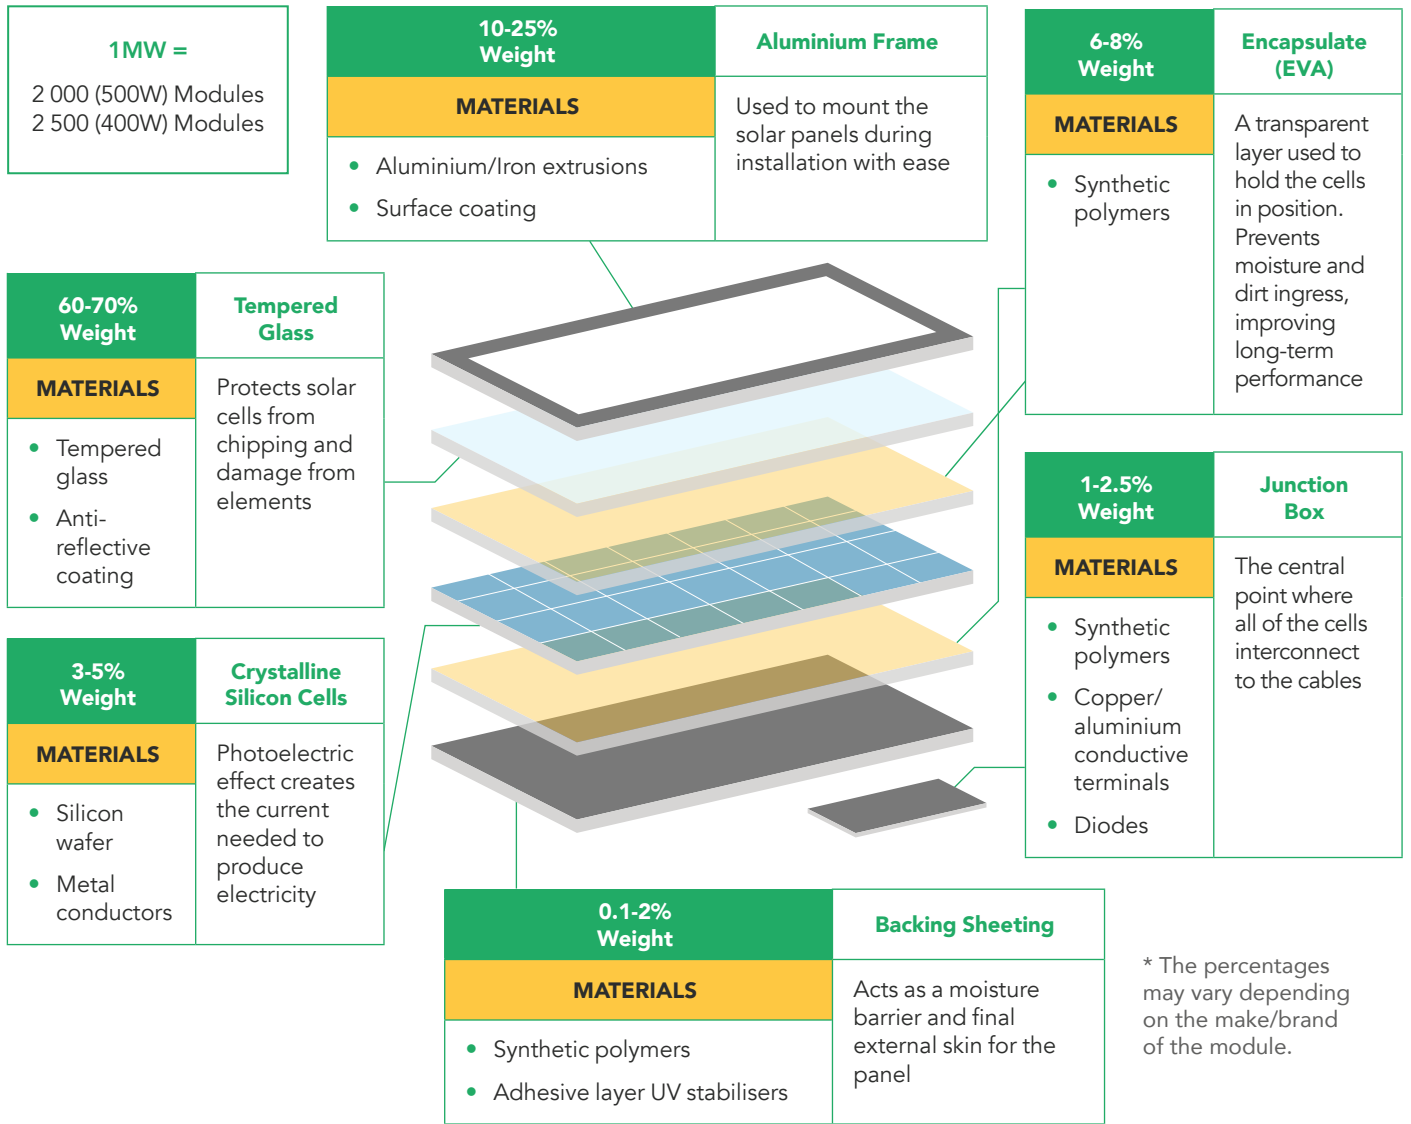 1MW =
2 000 (500W) Modules
2 500 (400W) Modules
10-25%
Weight
Aluminium Frame
MATERIALS
Used to mount the
solar panels during
installation with ease
• Aluminium/Iron extrusions
• Surface coating
6-8%
Weight
Encapsulate
(EVA)
MATERIALS
A transparent
layer used to
hold the cells
in position.
Prevents
moisture and
dirt ingress,
improving
long-term
performance
• Synthetic
polymers
60-70%
Weight
Tempered
Glass
MATERIALS
Protects solar
cells from
chipping and
damage from
elements
• Tempered
glass
• Anti-
reflective
coating
1-2.5%
Weight
Junction
Box
MATERIALS
The central
point where
all of the cells
interconnect
to the cables
• Synthetic
polymers
• Copper/
aluminium
conductive
terminals
• Diodes
3-5%
Weight
Crystalline
Silicon Cells
MATERIALS
Photoelectric
effect creates
the current
needed to
produce
electricity
• Silicon
wafer
• Metal
conductors
0.1-2%
Weight
Backing Sheeting
MATERIALS
Acts as a moisture
barrier and final
external skin for the
panel
• Synthetic polymers
• Adhesive layer UV stabilisers
* The percentages
may vary depending
on the make/brand
of the module.